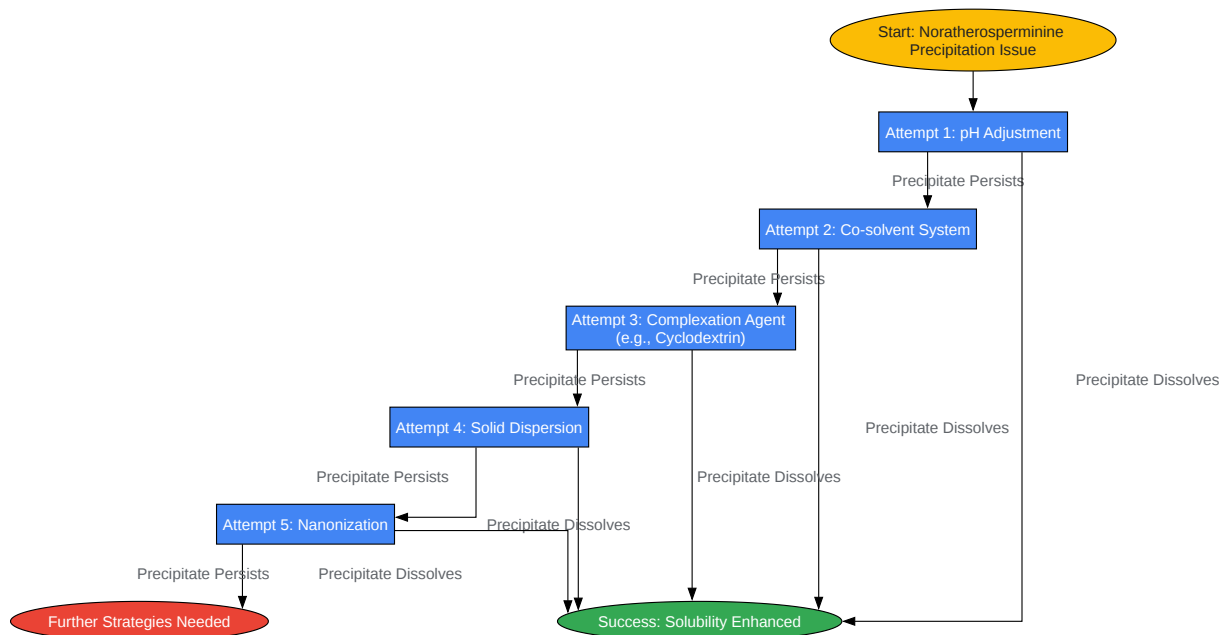 Start: Noratherosperminine
Precipitation Issue
Attempt 1: pH Adjustment
Precipitate Persists
Attempt 2: Co-solvent System
Precipitate Persists
Attempt 3: Complexation Agent
(e.g., Cyclodextrin)
Precipitate Persists
Precipitate Dissolves
Attempt 4: Solid Dispersion
Precipitate Dissolves
Precipitate Persists
Precipitate Dissolves
Attempt 5: Nanonization
Precipitate Dissolves
Precipitate Persists
Precipitate Dissolves
Further Strategies Needed
Success: Solubility Enhanced